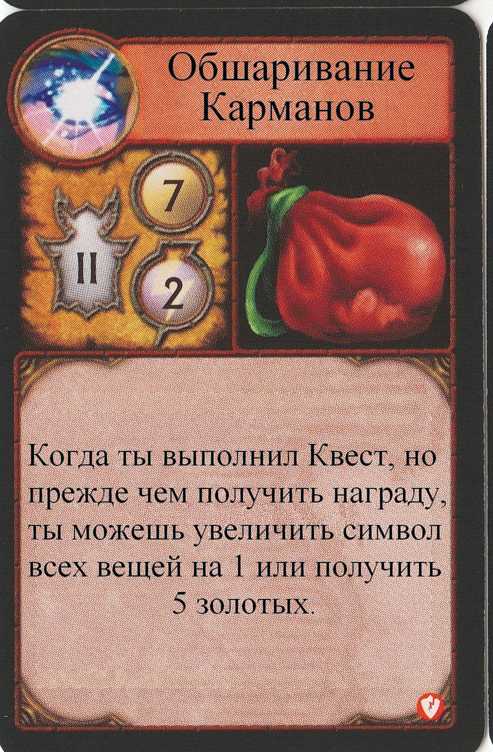 Обшаривание
Карманов
7
II
2
Когда ты выполнил Квест, но
прежде чем получить награду,
ты можешь увеличить символ
всех вещей на 1 или получить
5 золотых.